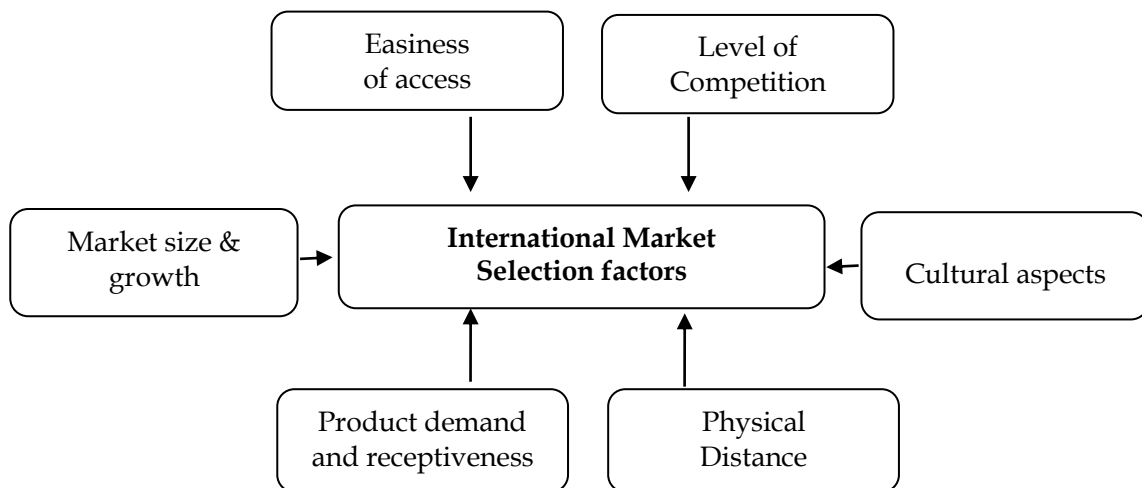 Easiness
of access
Level of
Competition
Market size &
growth
International Market
Selection factors
Cultural aspects
Product demand
and receptiveness
Physical
Distance